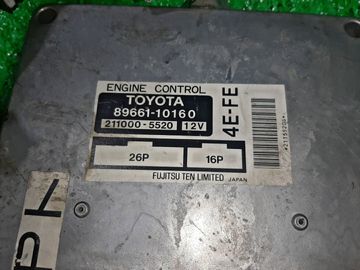 ENGINE CONTROL
TOYOTA
89661-10160
211000-5520 12V
4E-FE
26P 16P
FUJITSU TEN LIMITED JAPAN